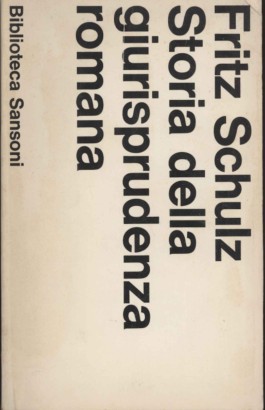 Fritz Schulz
Storia della
giurisprudenza
romana
Biblioteca Sansoni